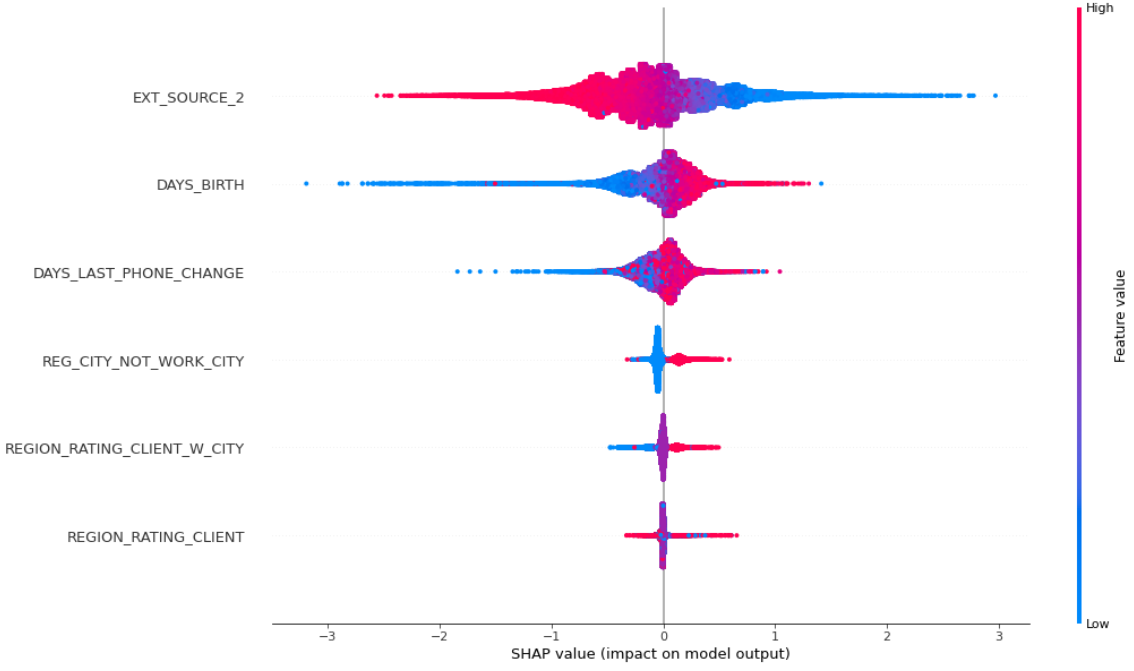 High
EXT_SOURCE_2
DAYS_BIRTH
DAYS_LAST_PHONE_CHANGE
REG_CITY_NOT_WORK_CITY
REGION_RATING_CLIENT_W_CITY
REGION_RATING_CLIENT
Feature value
Low
−3 −2 −1 0 1 2 3
SHAP value (impact on model output)